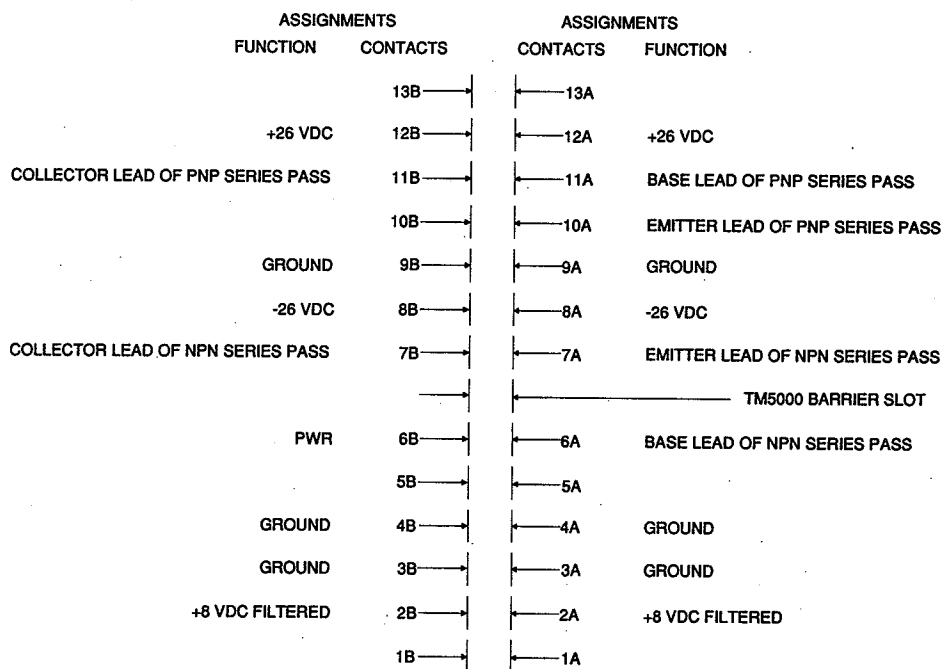 ASSIGNMENTS ASSIGNMENTS
FUNCTION CONTACTS CONTACTS FUNCTION
13B 13A
+26 VDC 12B 12A +26 VDC
COLLECTOR LEAD OF PNP SERIES PASS 11B 11A BASE LEAD OF PNP SERIES PASS
10B 10A EMITTER LEAD OF PNP SERIES PASS
GROUND 9B 9A GROUND
-26 VDC 8B 8A -26 VDC
COLLECTOR LEAD OF NPN SERIES PASS 7B 7A EMITTER LEAD OF NPN SERIES PASS
TM5000 BARRIER SLOT
PWR 6B 6A BASE LEAD OF NPN SERIES PASS
5B 5A
GROUND 4B 4A GROUND
GROUND 3B 3A GROUND
+8 VDC FILTERED 2B 2A +8 VDC FILTERED
1B 1A